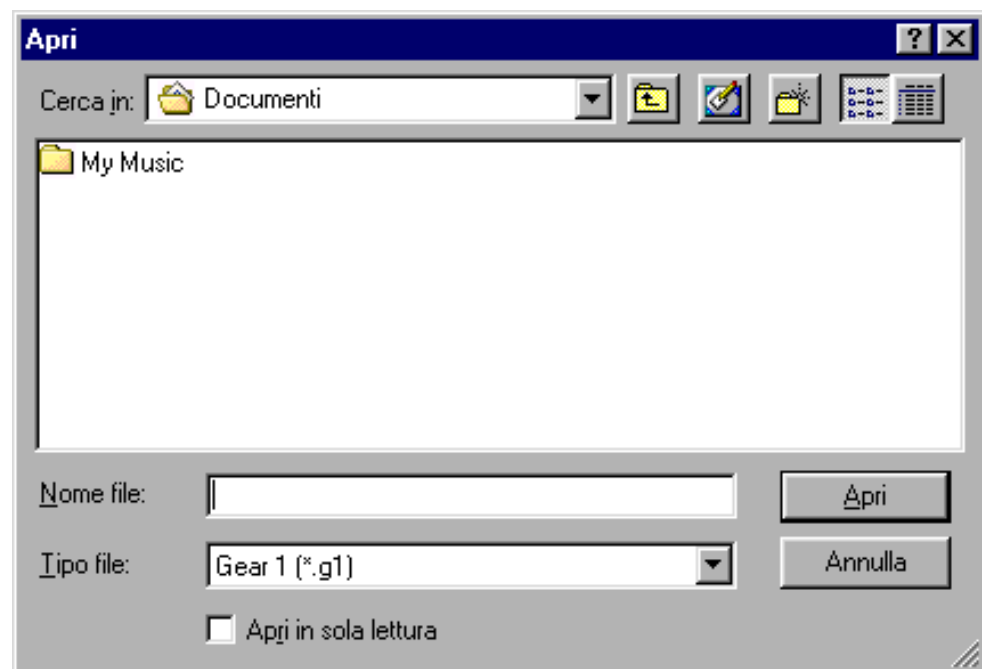 Apri
Cerca in: Documenti
My Music
Nome file:
Apri
Tipo file: Gear 1 (*.g1)
Annulla
Apri in sola lettura